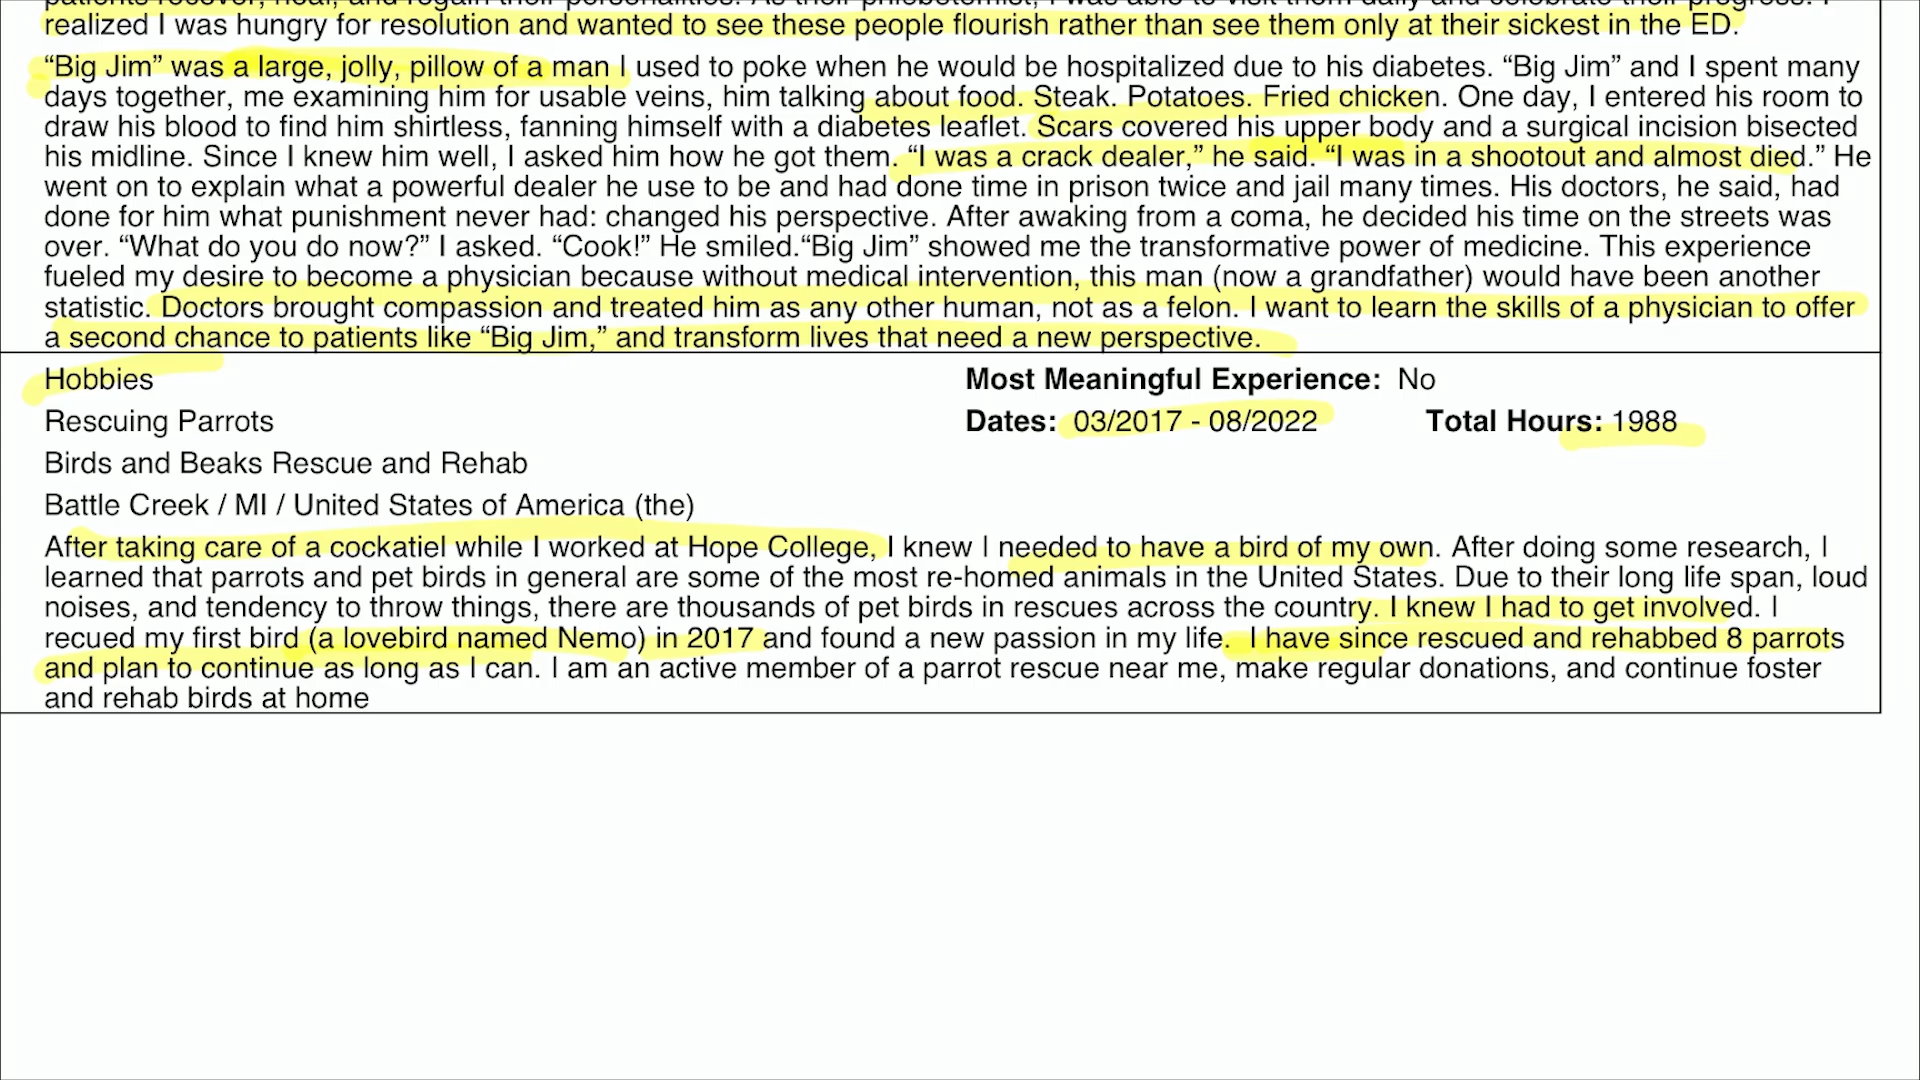 patients recover, heal, and regain their personalities. As their phlebotomist, I was able to visit them daily and celebrate their progress. I
realized I was hungry for resolution and wanted to see these people flourish rather than see them only at their sickest in the ED.
“Big Jim” was a large, jolly, pillow of a man I used to poke when he would be hospitalized due to his diabetes. “Big Jim” and I spent many
days together, me examining him for usable veins, him talking about food. Steak. Potatoes. Fried chicken. One day, I entered his room to
draw his blood to find him shirtless, fanning himself with a diabetes leaflet. Scars covered his upper body and a surgical incision bisected
his midline. Since I knew him well, I asked him how he got them. “I was a crack dealer,” he said. “I was in a shootout and almost died.” He
went on to explain what a powerful dealer he use to be and had done time in prison twice and jail many times. His doctors, he said, had
done for him what punishment never had: changed his perspective. After awaking from a coma, he decided his time on the streets was
over. “What do you do now?” I asked. “Cook!” He smiled.“Big Jim” showed me the transformative power of medicine. This experience
fueled my desire to become a physician because without medical intervention, this man (now a grandfather) would have been another
statistic. Doctors brought compassion and treated him as any other human, not as a felon. I want to learn the skills of a physician to offer
a second chance to patients like “Big Jim,” and transform lives that need a new perspective.
Hobbies Most Meaningful Experience: No
Rescuing Parrots Dates: 03/2017 - 08/2022 Total Hours: 1988
Birds and Beaks Rescue and Rehab
Battle Creek / MI / United States of America (the)
After taking care of a cockatiel while I worked at Hope College, I knew I needed to have a bird of my own. After doing some research, I
learned that parrots and pet birds in general are some of the most re-homed animals in the United States. Due to their long life span, loud
noises, and tendency to throw things, there are thousands of pet birds in rescues across the country. I knew I had to get involved. I
recued my first bird (a lovebird named Nemo) in 2017 and found a new passion in my life.  I have since rescued and rehabbed 8 parrots
and plan to continue as long as I can. I am an active member of a parrot rescue near me, make regular donations, and continue foster
and rehab birds at home